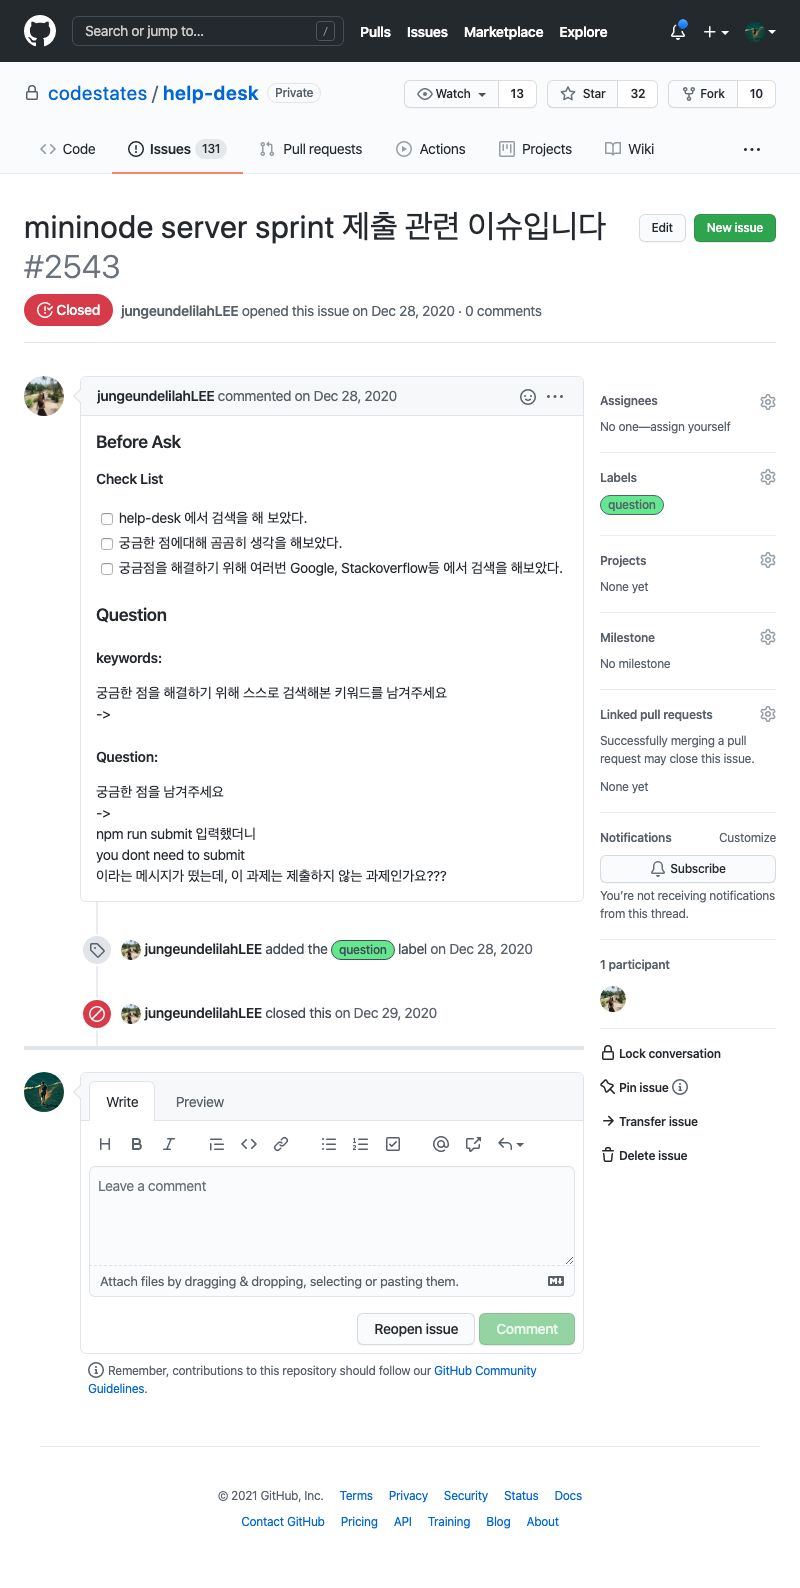 Search or jump to... /
Pulls Issues Marketplace Explore
codestates / help-desk Private
Watch 13 Star 32 Fork 10
Code Issues 131 Pull requests Actions Projects Wiki ...
mininode server sprint 제출 관련 이슈입니다
#2543
Edit New issue
Closed jungeundelilahLEE opened this issue on Dec 28, 2020 · 0 comments
jungeundelilahLEE commented on Dec 28, 2020 ...
Before Ask
Check List
help-desk 에서 검색을 해 보았다.
궁금한 점에대해 곰곰히 생각을 해보았다.
궁금점을 해결하기 위해 여러번 Google, Stackoverflow등 에서 검색을 해보았다.
Question
keywords:
궁금한 점을 해결하기 위해 스스로 검색해본 키워드를 남겨주세요
->
Question:
궁금한 점을 남겨주세요
->
npm run submit 입력했더니
you dont need to submit
이라는 메시지가 떴는데, 이 과제는 제출하지 않는 과제인가요???
jungeundelilahLEE added the question label on Dec 28, 2020
jungeundelilahLEE closed this on Dec 29, 2020
Assignees
No one—assign yourself
Labels
question
Projects
None yet
Milestone
No milestone
Linked pull requests
Successfully merging a pull
request may close this issue.
None yet
Notifications Customize
Subscribe
You're not receiving notifications
from this thread.
1 participant
Lock conversation
Pin issue
Transfer issue
Delete issue
Write Preview
H B I @
Leave a comment
Attach files by dragging & dropping, selecting or pasting them.
Reopen issue Comment
Remember, contributions to this repository should follow our GitHub Community
Guidelines.
© 2021 GitHub, Inc. Terms Privacy Security Status Docs
Contact GitHub Pricing API Training Blog About